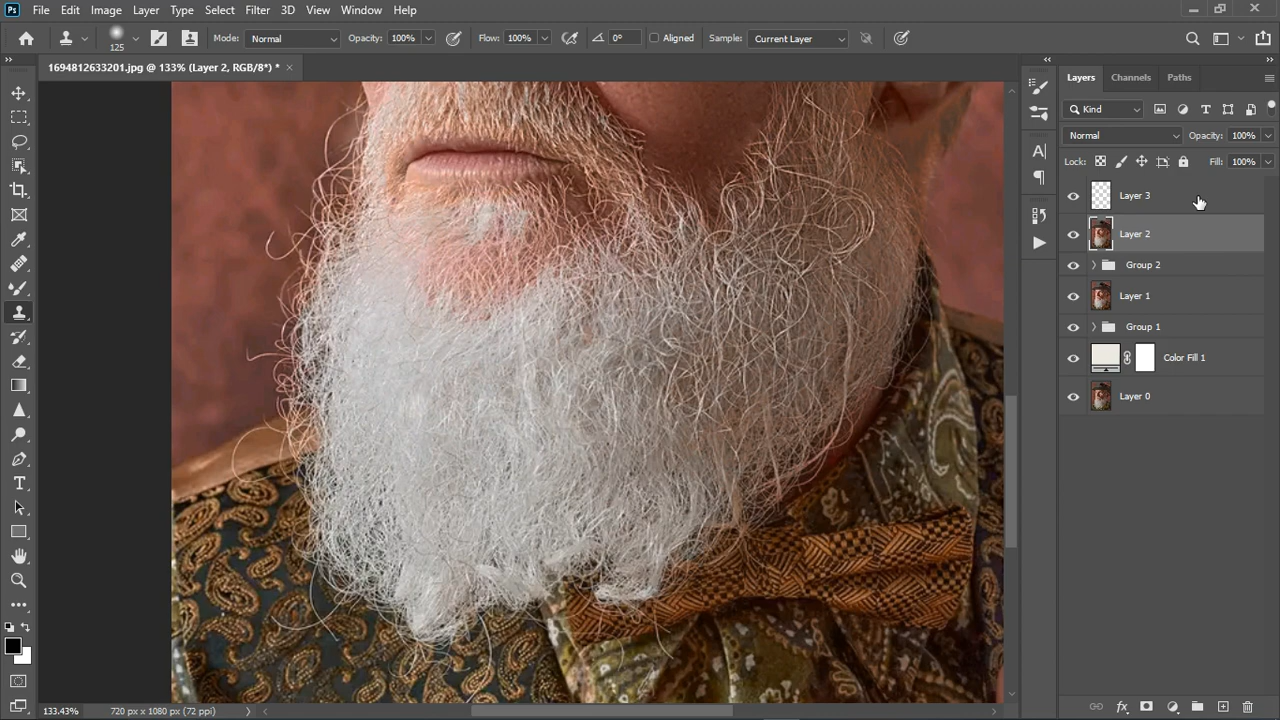 Ps File Edit Image Layer Type Select Filter 3D View Window Help
125 Mode: Normal Opacity: 100% Flow: 100% 0° Aligned Sample: Current Layer
1694812633201.jpg @ 133% (Layer 2, RGB/8*) *
Layers Channels Paths
Kind
Normal Opacity: 100%
Lock: Fill: 100%
Layer 3
Layer 2
Group 2
Layer 1
Group 1
Color Fill 1
Layer 0
133.43% 720 px x 1080 px (72 ppi)